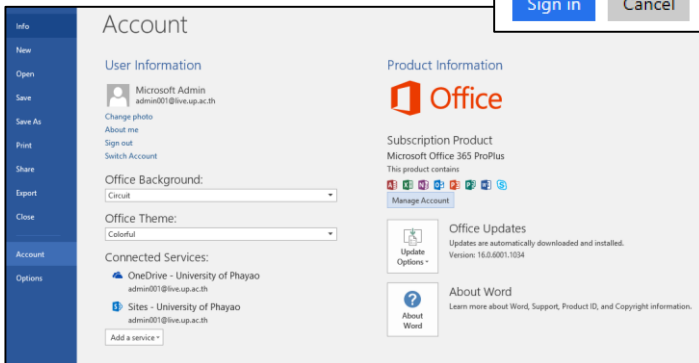 Sign in Cancel
Info
New
Open
Save
Save As
Print
Share
Export
Close
Account
Options
Account
User Information
Microsoft Admin
admin001@live.up.ac.th
Change photo
About me
Sign out
Switch Account
Office Background:
Circuit
Office Theme:
Colorful
Connected Services:
OneDrive - University of Phayao
admin001@live.up.ac.th
Sites - University of Phayao
admin001@live.up.ac.th
Add a service
Product Information
Office
Subscription Product
Microsoft Office 365 ProPlus
This product contains
Manage Account
Update
Options
Office Updates
Updates are automatically downloaded and installed.
Version: 16.0.6001.1034
About
Word
About Word
Learn more about Word, Support, Product ID, and Copyright information.